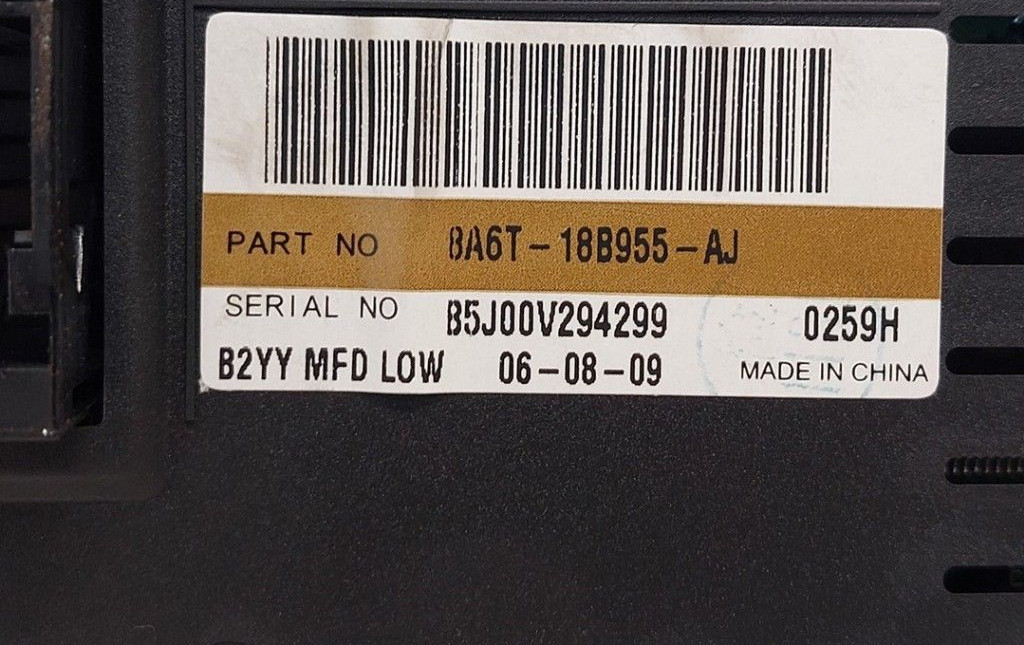 PART NO 8A6T-18B955-AJ
SERIAL NO B5J00V294299 0259H
B2YY MFD LOW 06-08-09 MADE IN CHINA